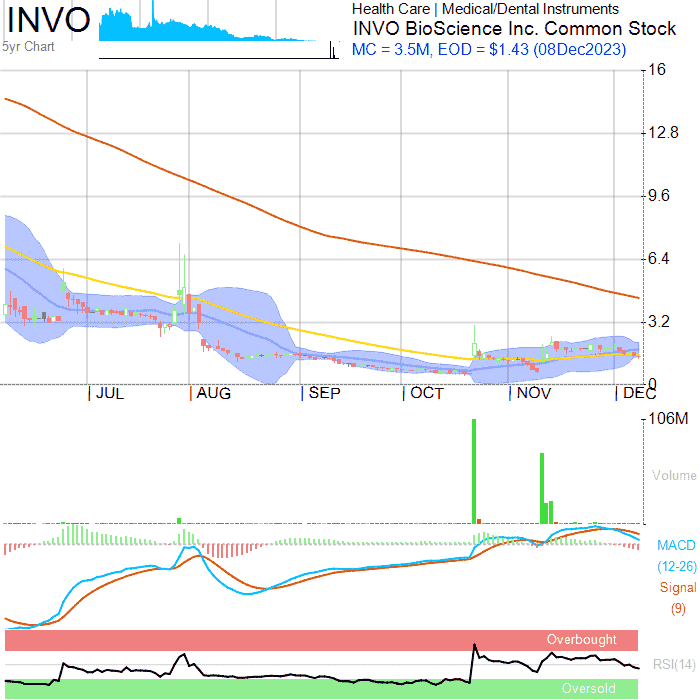 INVO
5yr Chart
Health Care | Medical/Dental Instruments
INVO BioScience Inc. Common Stock
MC = 3.5M, EOD = $1.43 (08Dec2023)
16
12.8
9.6
6.4
3.2
0
JUL
AUG
SEP
OCT
NOV
DEC
106M
Volume
MACD
(12-26)
Signal
(9)
Overbought
RSI(14)
Oversold